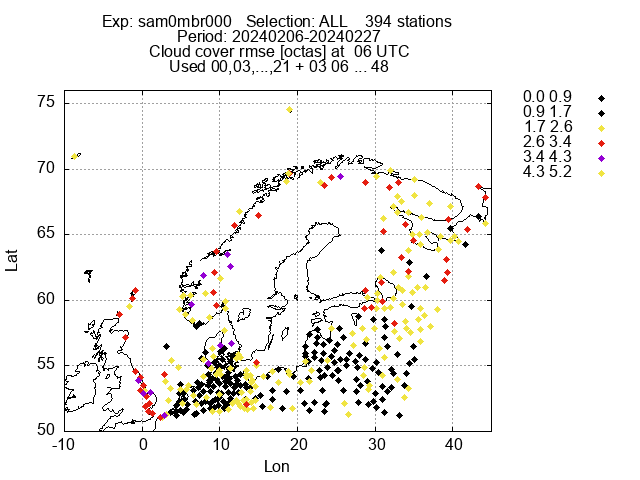 Exp: sam0mbr000 Selection: ALL 394 stations
Period: 20240206-20240227
Cloud cover rmse [octas] at 06 UTC
Used 00,03,...,21 + 03 06 ... 48
75
70
65
60
55
50
Lat
-10 0 10 20 30 40
Lon
0.0 0.9
0.9 1.7
1.7 2.6
2.6 3.4
3.4 4.3
4.3 5.2